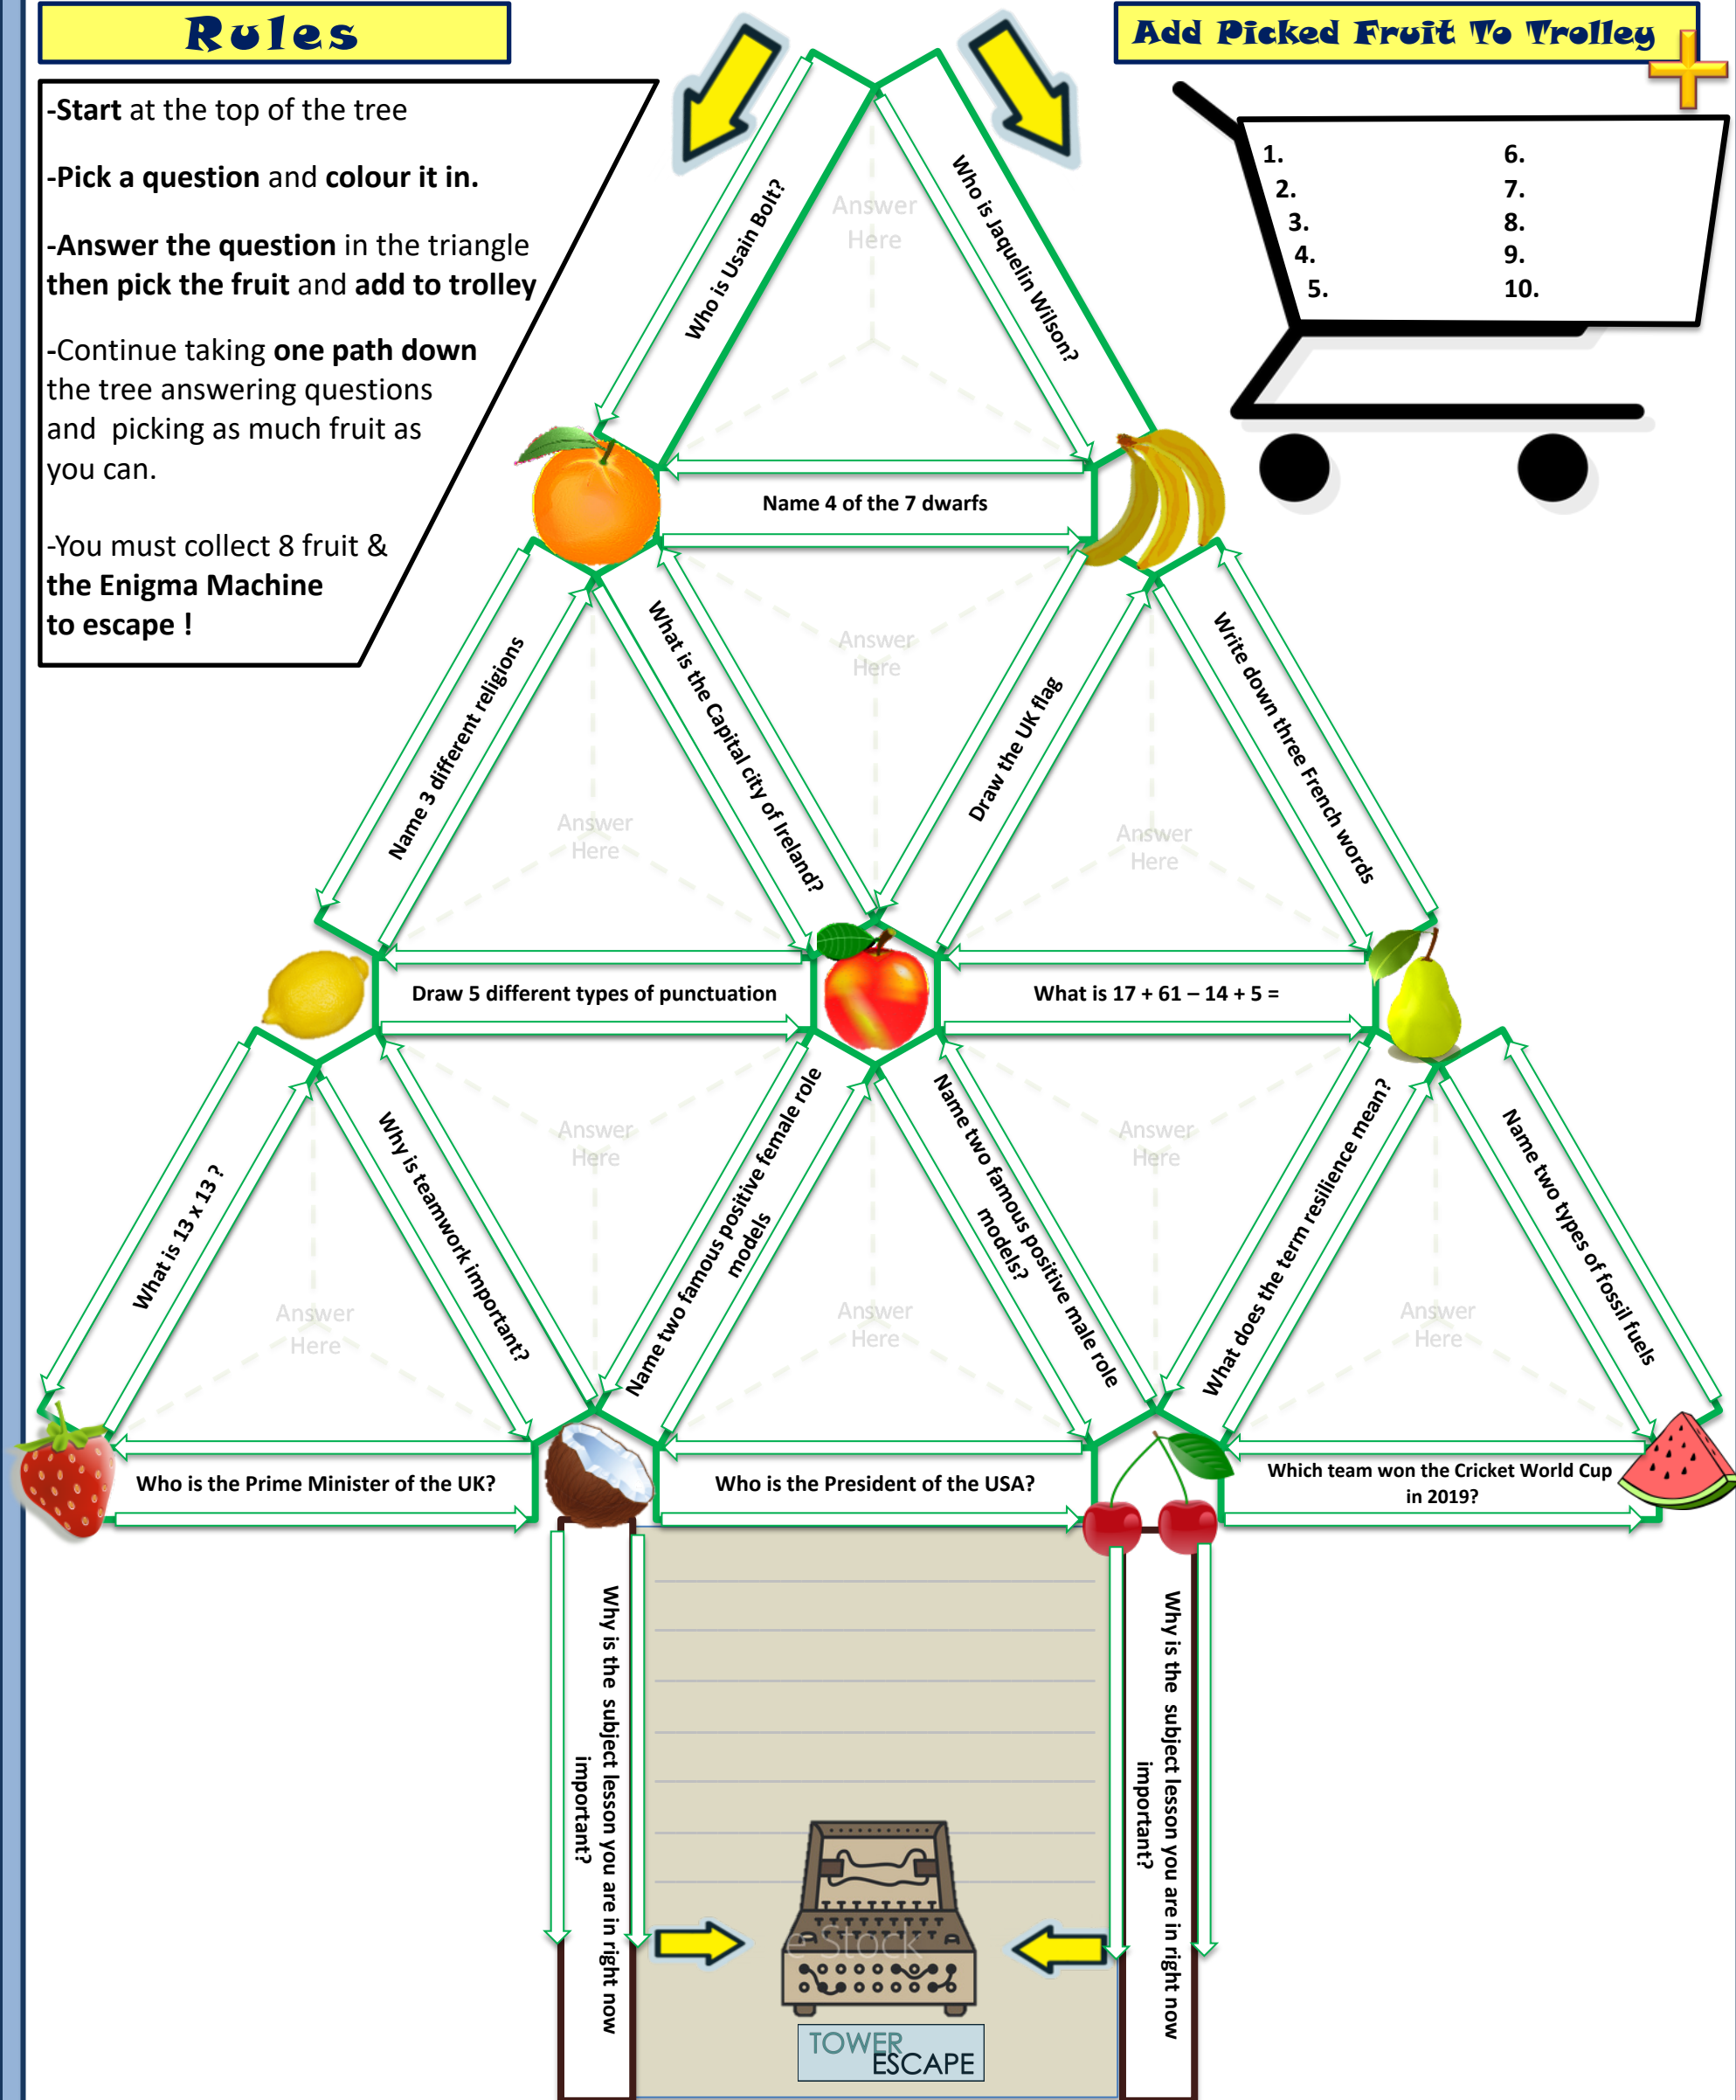 Rules
-Start at the top of the tree
-Pick a question and colour it in.
-Answer the question in the triangle
then pick the fruit and add to trolley
-Continue taking one path down
the tree answering questions
and picking as much fruit as
you can.
-You must collect 8 fruit &
the Enigma Machine
to escape !
Add Picked Fruit To Trolley
1.
2.
3.
4.
5.
6.
7.
8.
9.
10.
Who is Usain Bolt?
Answer
Here
Who is Jaquelin Wilson?
Name 4 of the 7 dwarfs
Name 3 different religions
Answer
Here
What is the Capital city of Ireland?
Answer
Here
Draw the UK flag
Answer
Here
Write down three French words
Draw 5 different types of punctuation
What is 17 + 61 – 14 + 5 =
What is 13 x 13 ?
Answer
Here
Why is teamwork important?
Answer
Here
Name two famous positive female role
models
Answer
Here
Name two famous positive male role
models?
Answer
Here
What does the term resilience mean?
Answer
Here
Name two types of fossil fuels
Who is the Prime Minister of the UK?
Who is the President of the USA?
Which team won the Cricket World Cup
in 2019?
Why is the subject lesson you are in right now
important?
Why is the subject lesson you are in right now
important?
e Stock
TOWER
ESCAPE